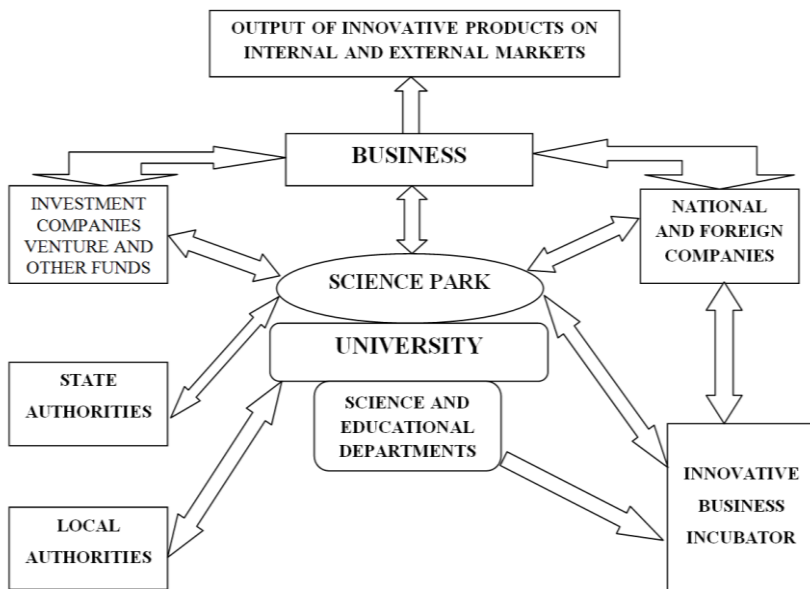 OUTPUT OF INNOVATIVE PRODUCTS ON
INTERNAL AND EXTERNAL MARKETS
BUSINESS
INVESTMENT
COMPANIES
VENTURE AND
OTHER FUNDS
NATIONAL
AND FOREIGN
COMPANIES
SCIENCE PARK
UNIVERSITY
STATE
AUTHORITIES
SCIENCE AND
EDUCATIONAL
DEPARTMENTS
LOCAL
AUTHORITIES
INNOVATIVE
BUSINESS
INCUBATOR